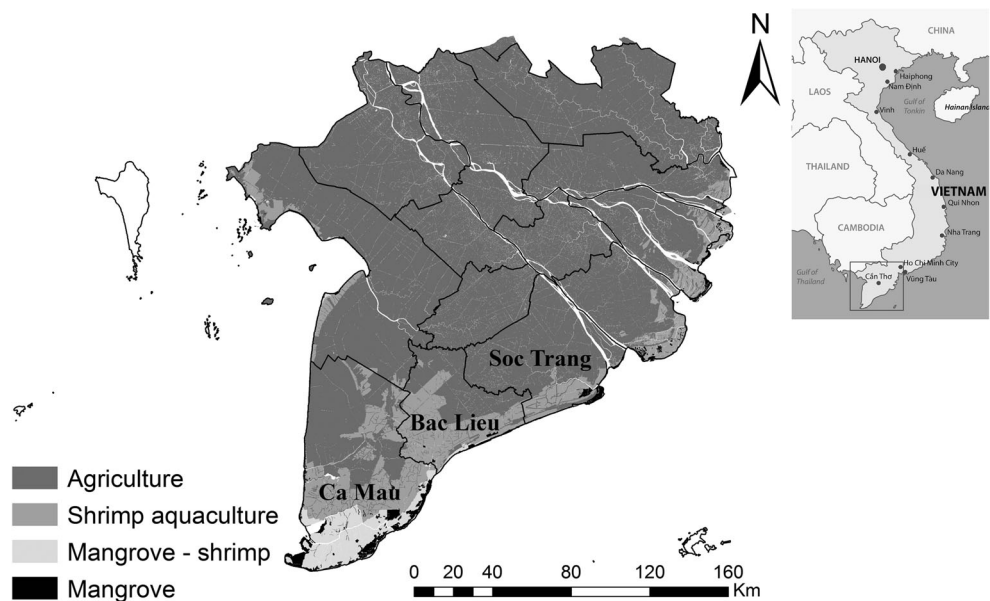 N
Soc Trang
Bac Lieu
Ca Mau
Agriculture
Shrimp aquaculture
Mangrove - shrimp
Mangrove
0 20 40 80 120 160
Km
CHINA
HANOI
Haiphong
Nam Định
LAOS
Gulf of
Tonkin
Hainan Island
Vinh
Huế
THAILAND
Da Nang
VIETNAM
Qui Nhon
CAMBODIA
Nha Trang
Ho Chi Minh City
Gulf of
Thailand
Cần Thơ
Vũng Tàu